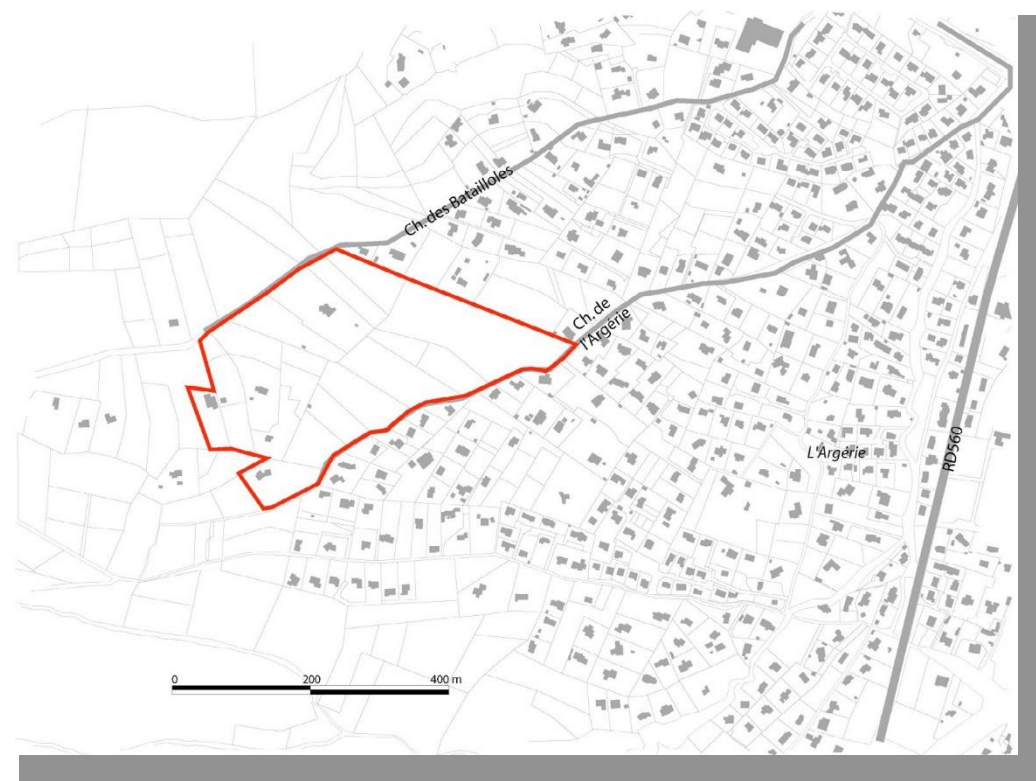 Ch. des Batailloles
Ch. de
l'Argérie
L'Argérie
RD560
0 200 400 m